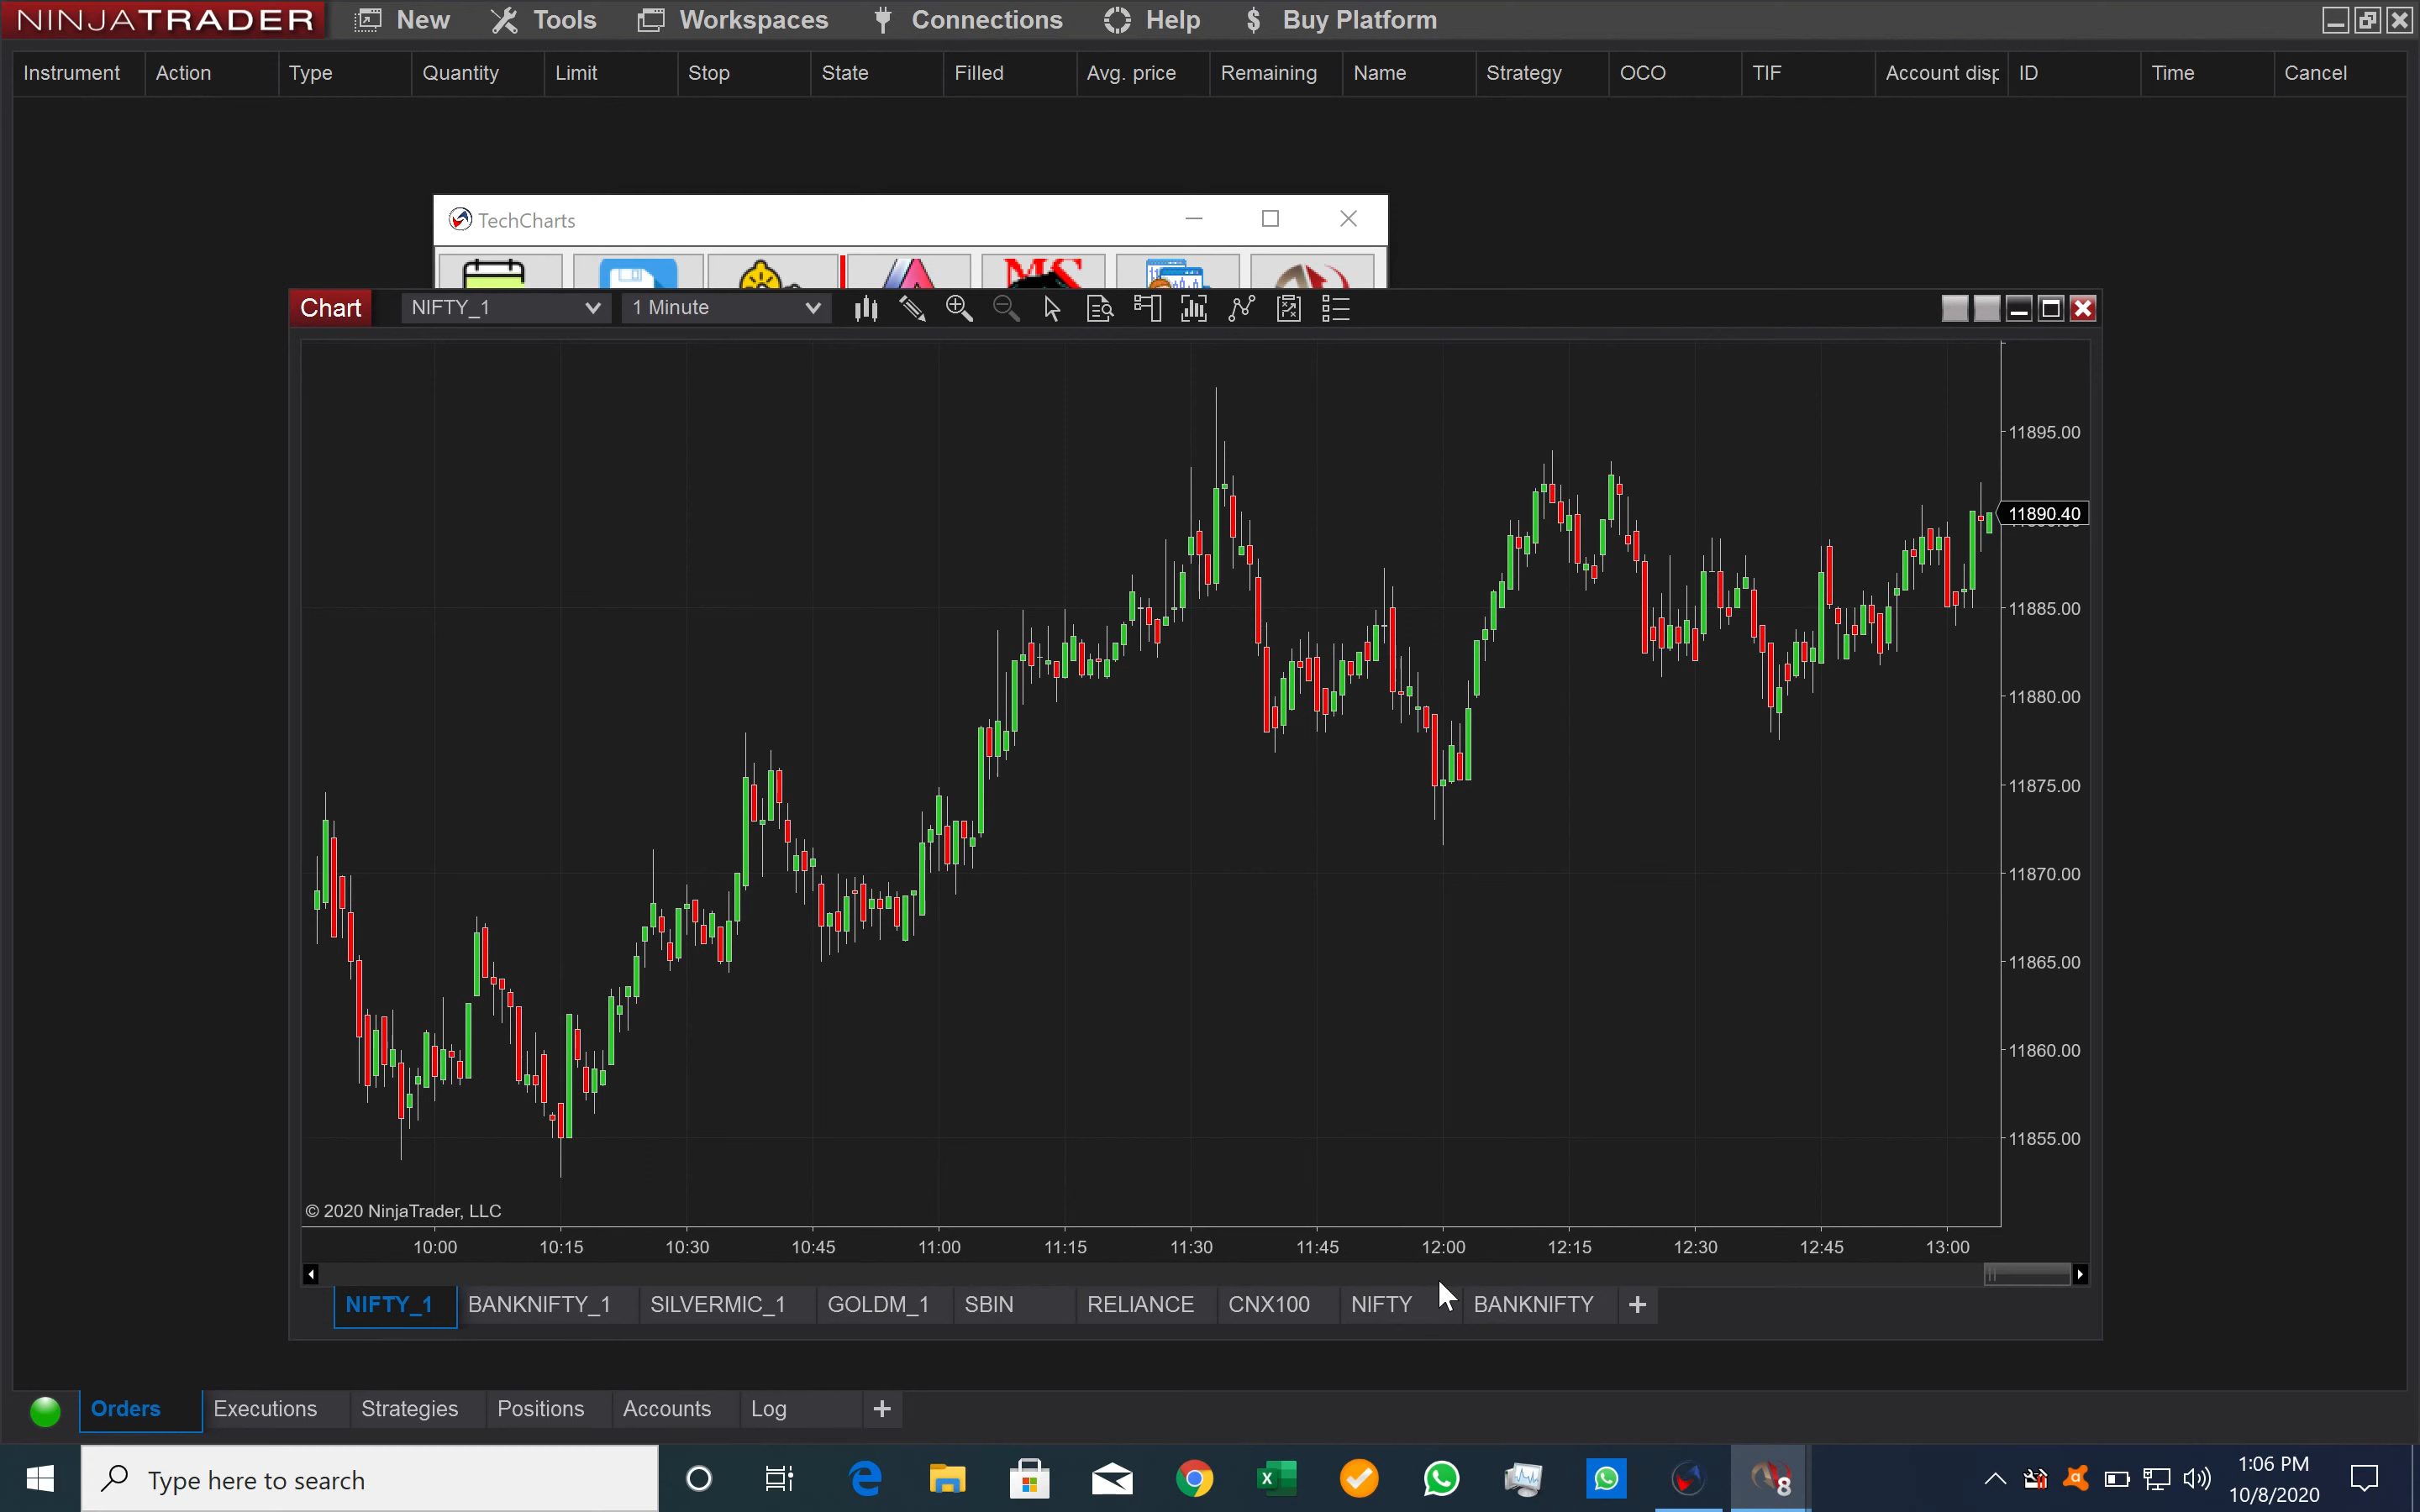 NINJATRADER New Tools Workspaces Connections Help $ Buy Platform
Instrument Action Type Quantity Limit Stop State Filled Avg. price Remaining Name Strategy OCO TIF Account disp ID Time Cancel
TechCharts
MS
Chart NIFTY_1 1 Minute
11895.00
11890.40
11885.00
11880.00
11875.00
11870.00
11865.00
11860.00
11855.00
© 2020 NinjaTrader, LLC
10:00 10:15 10:30 10:45 11:00 11:15 11:30 11:45 12:00 12:15 12:30 12:45 13:00
NIFTY_1 BANKNIFTY_1 SILVERMIC_1 GOLDM_1 SBIN RELIANCE CNX100 NIFTY BANKNIFTY +
Orders Executions Strategies Positions Accounts Log +
Type here to search
8
1:06 PM
10/8/2020